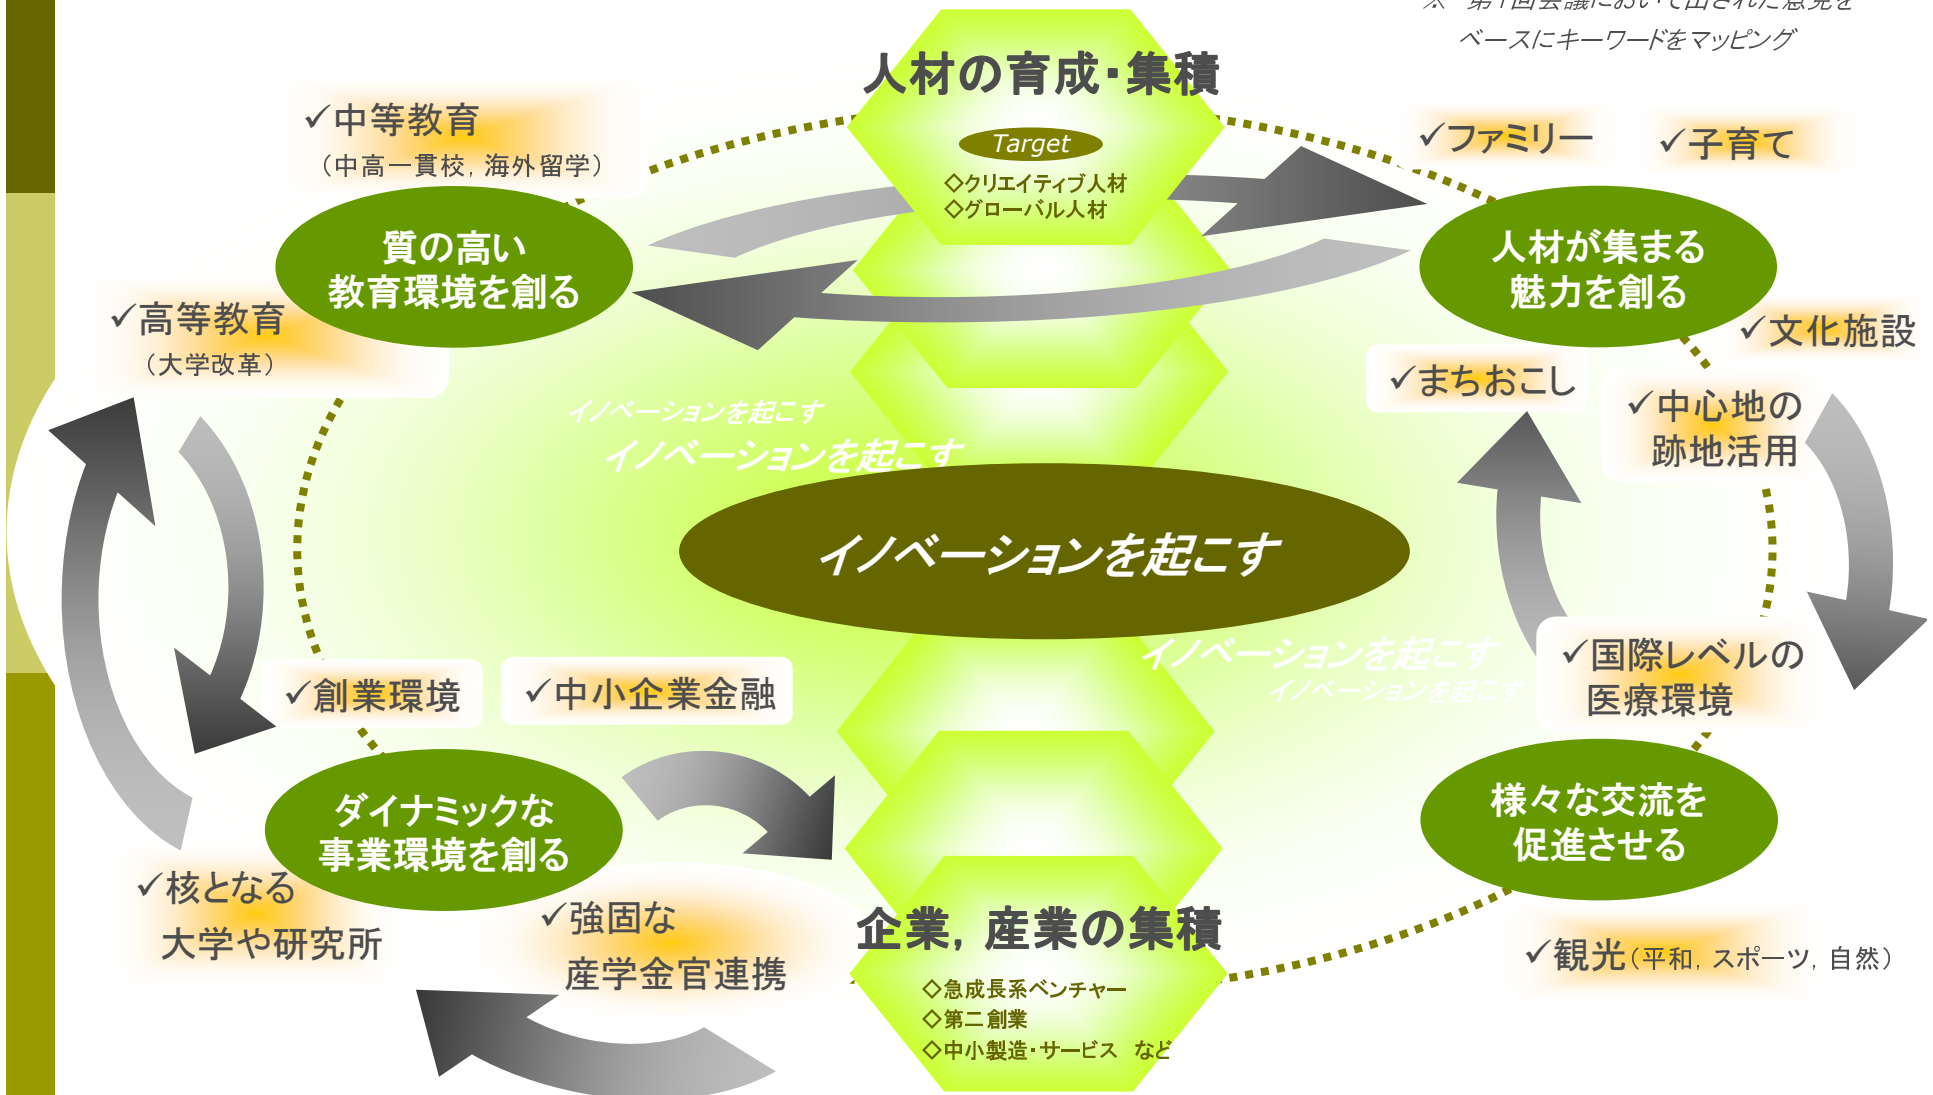 ※　第1回会議において出された意見を
ベースにキーワードをマッピング
人材の育成・集積
Target
◇クリエイティブ人材
◇グローバル人材
✓中等教育
（中高一貫校，海外留学）
質の高い
教育環境を創る
✓高等教育
（大学改革）
✓ファミリー
✓子育て
人材が集まる
魅力を創る
✓文化施設
✓まちおこし
✓中心地の
跡地活用
イノベーションを起こす
イノベーションを起こす
イノベーションを起こす
イノベーションを起こす
イノベーションを起こす
✓創業環境
✓中小企業金融
ダイナミックな
事業環境を創る
✓核となる
大学や研究所
✓強固な
産学金官連携
✓国際レベルの
医療環境
様々な交流を
促進させる
✓観光（平和，スポーツ，自然）
企業，産業の集積
◇急成長系ベンチャー
◇第二創業
◇中小製造・サービス　など